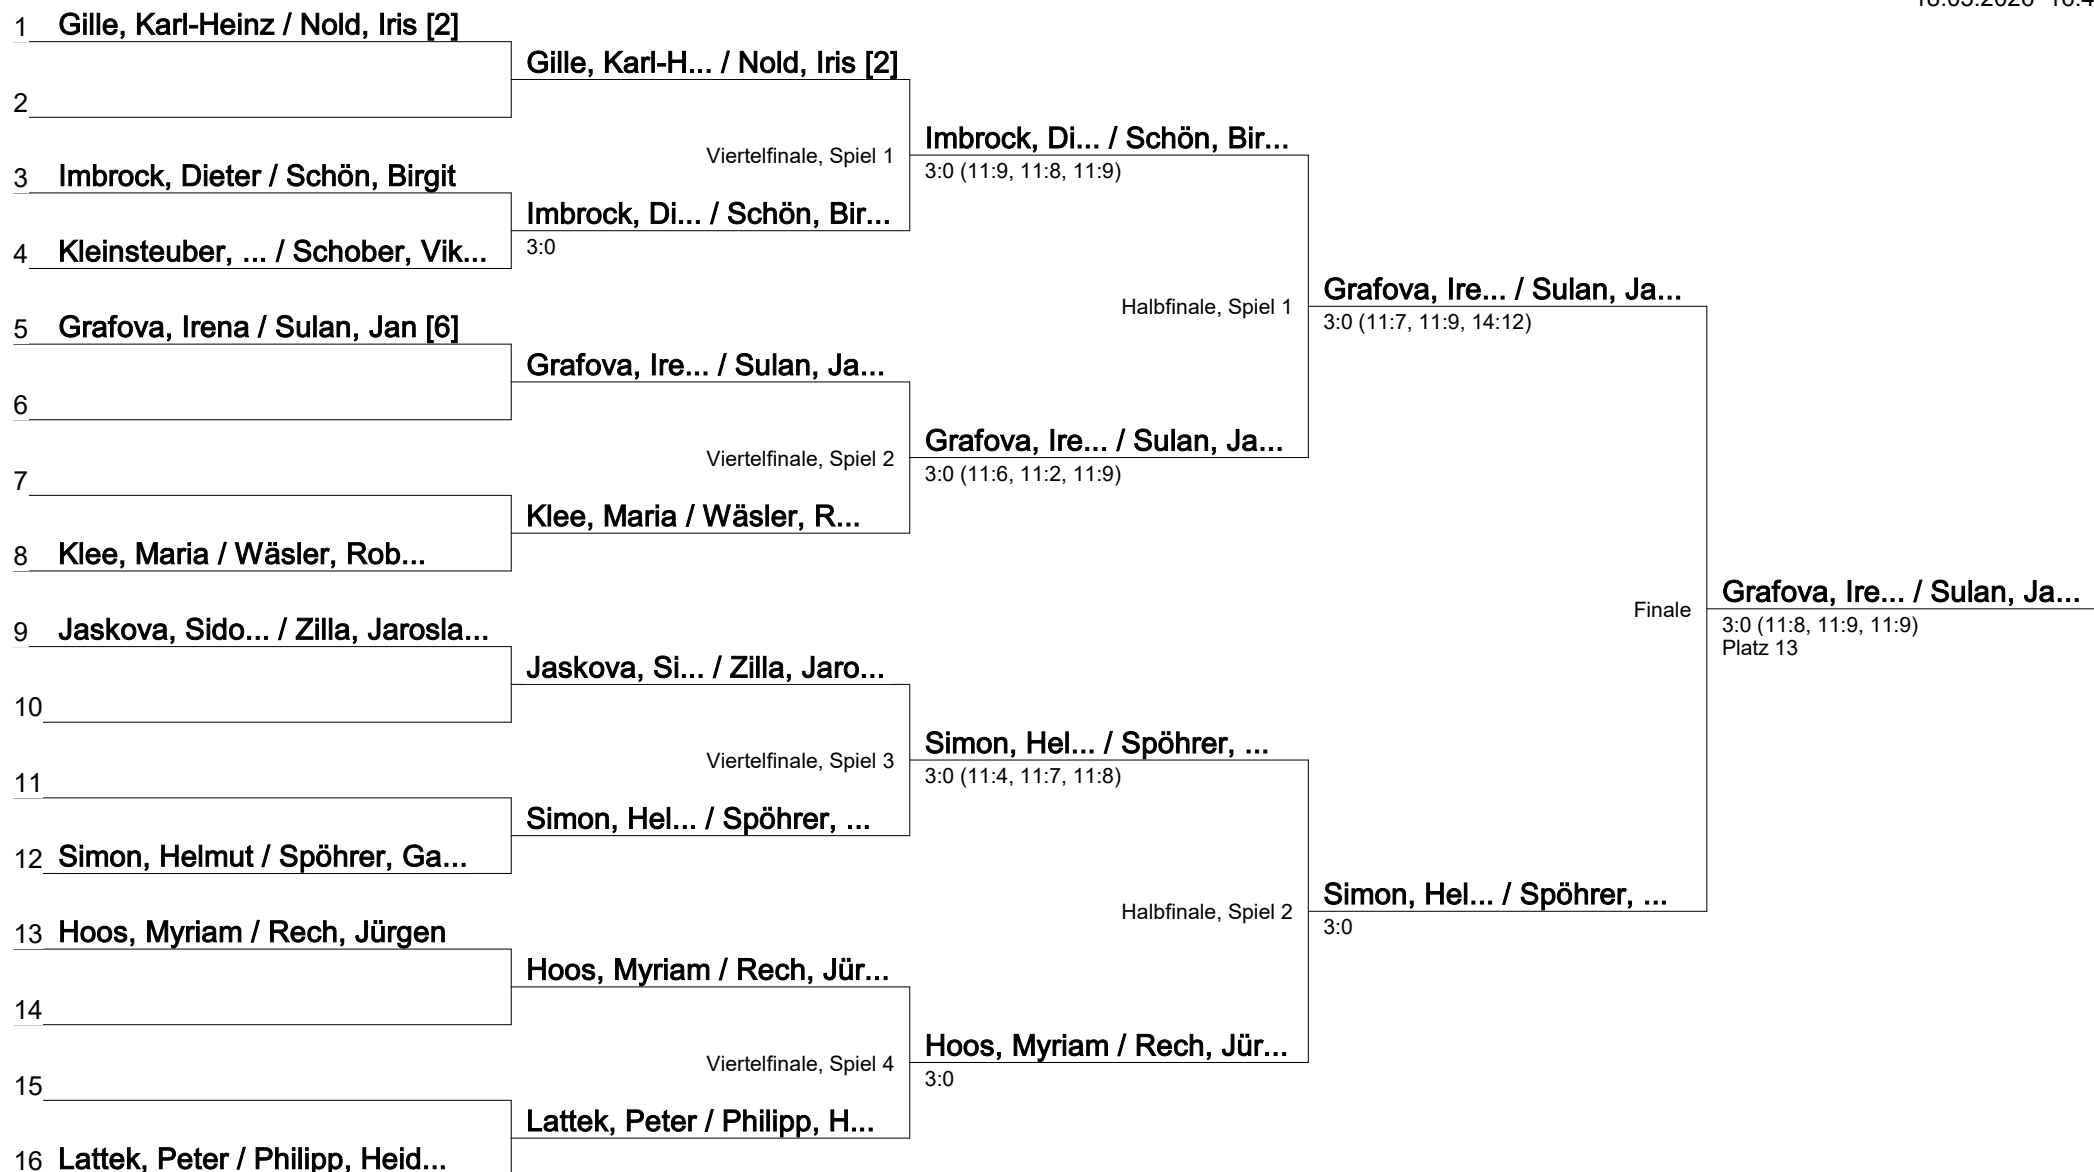 1 Gille, Karl-Heinz / Nold, Iris [2]
Gille, Karl-H... / Nold, Iris [2]
2
Imbrock, Di... / Schön, Bir...
Viertelfinale, Spiel 1
3:0 (11:9, 11:8, 11:9)
3 Imbrock, Dieter / Schön, Birgit
Imbrock, Di... / Schön, Bir...
3:0
4 Kleinsteuber, ... / Schober, Vik...
Grafova, Ire... / Sulan, Ja...
Halbfinale, Spiel 1
3:0 (11:7, 11:9, 14:12)
5 Grafova, Irena / Sulan, Jan [6]
Grafova, Ire... / Sulan, Ja...
6
Grafova, Ire... / Sulan, Ja...
Viertelfinale, Spiel 2
3:0 (11:6, 11:2, 11:9)
7
Klee, Maria / Wäsler, R...
8 Klee, Maria / Wäsler, Rob...
Grafova, Ire... / Sulan, Ja...
Finale
3:0 (11:8, 11:9, 11:9)
Platz 13
9 Jaskova, Sido... / Zilla, Jarosla...
Jaskova, Si... / Zilla, Jaro...
10
Simon, Hel... / Spöhrer, ...
Viertelfinale, Spiel 3
3:0 (11:4, 11:7, 11:8)
11
Simon, Hel... / Spöhrer, ...
12 Simon, Helmut / Spöhrer, Ga...
Simon, Hel... / Spöhrer, ...
Halbfinale, Spiel 2
3:0
13 Hoos, Myriam / Rech, Jürgen
Hoos, Myriam / Rech, Jür...
14
Hoos, Myriam / Rech, Jür...
Viertelfinale, Spiel 4
3:0
15
Lattek, Peter / Philipp, H...
16 Lattek, Peter / Philipp, Heid...